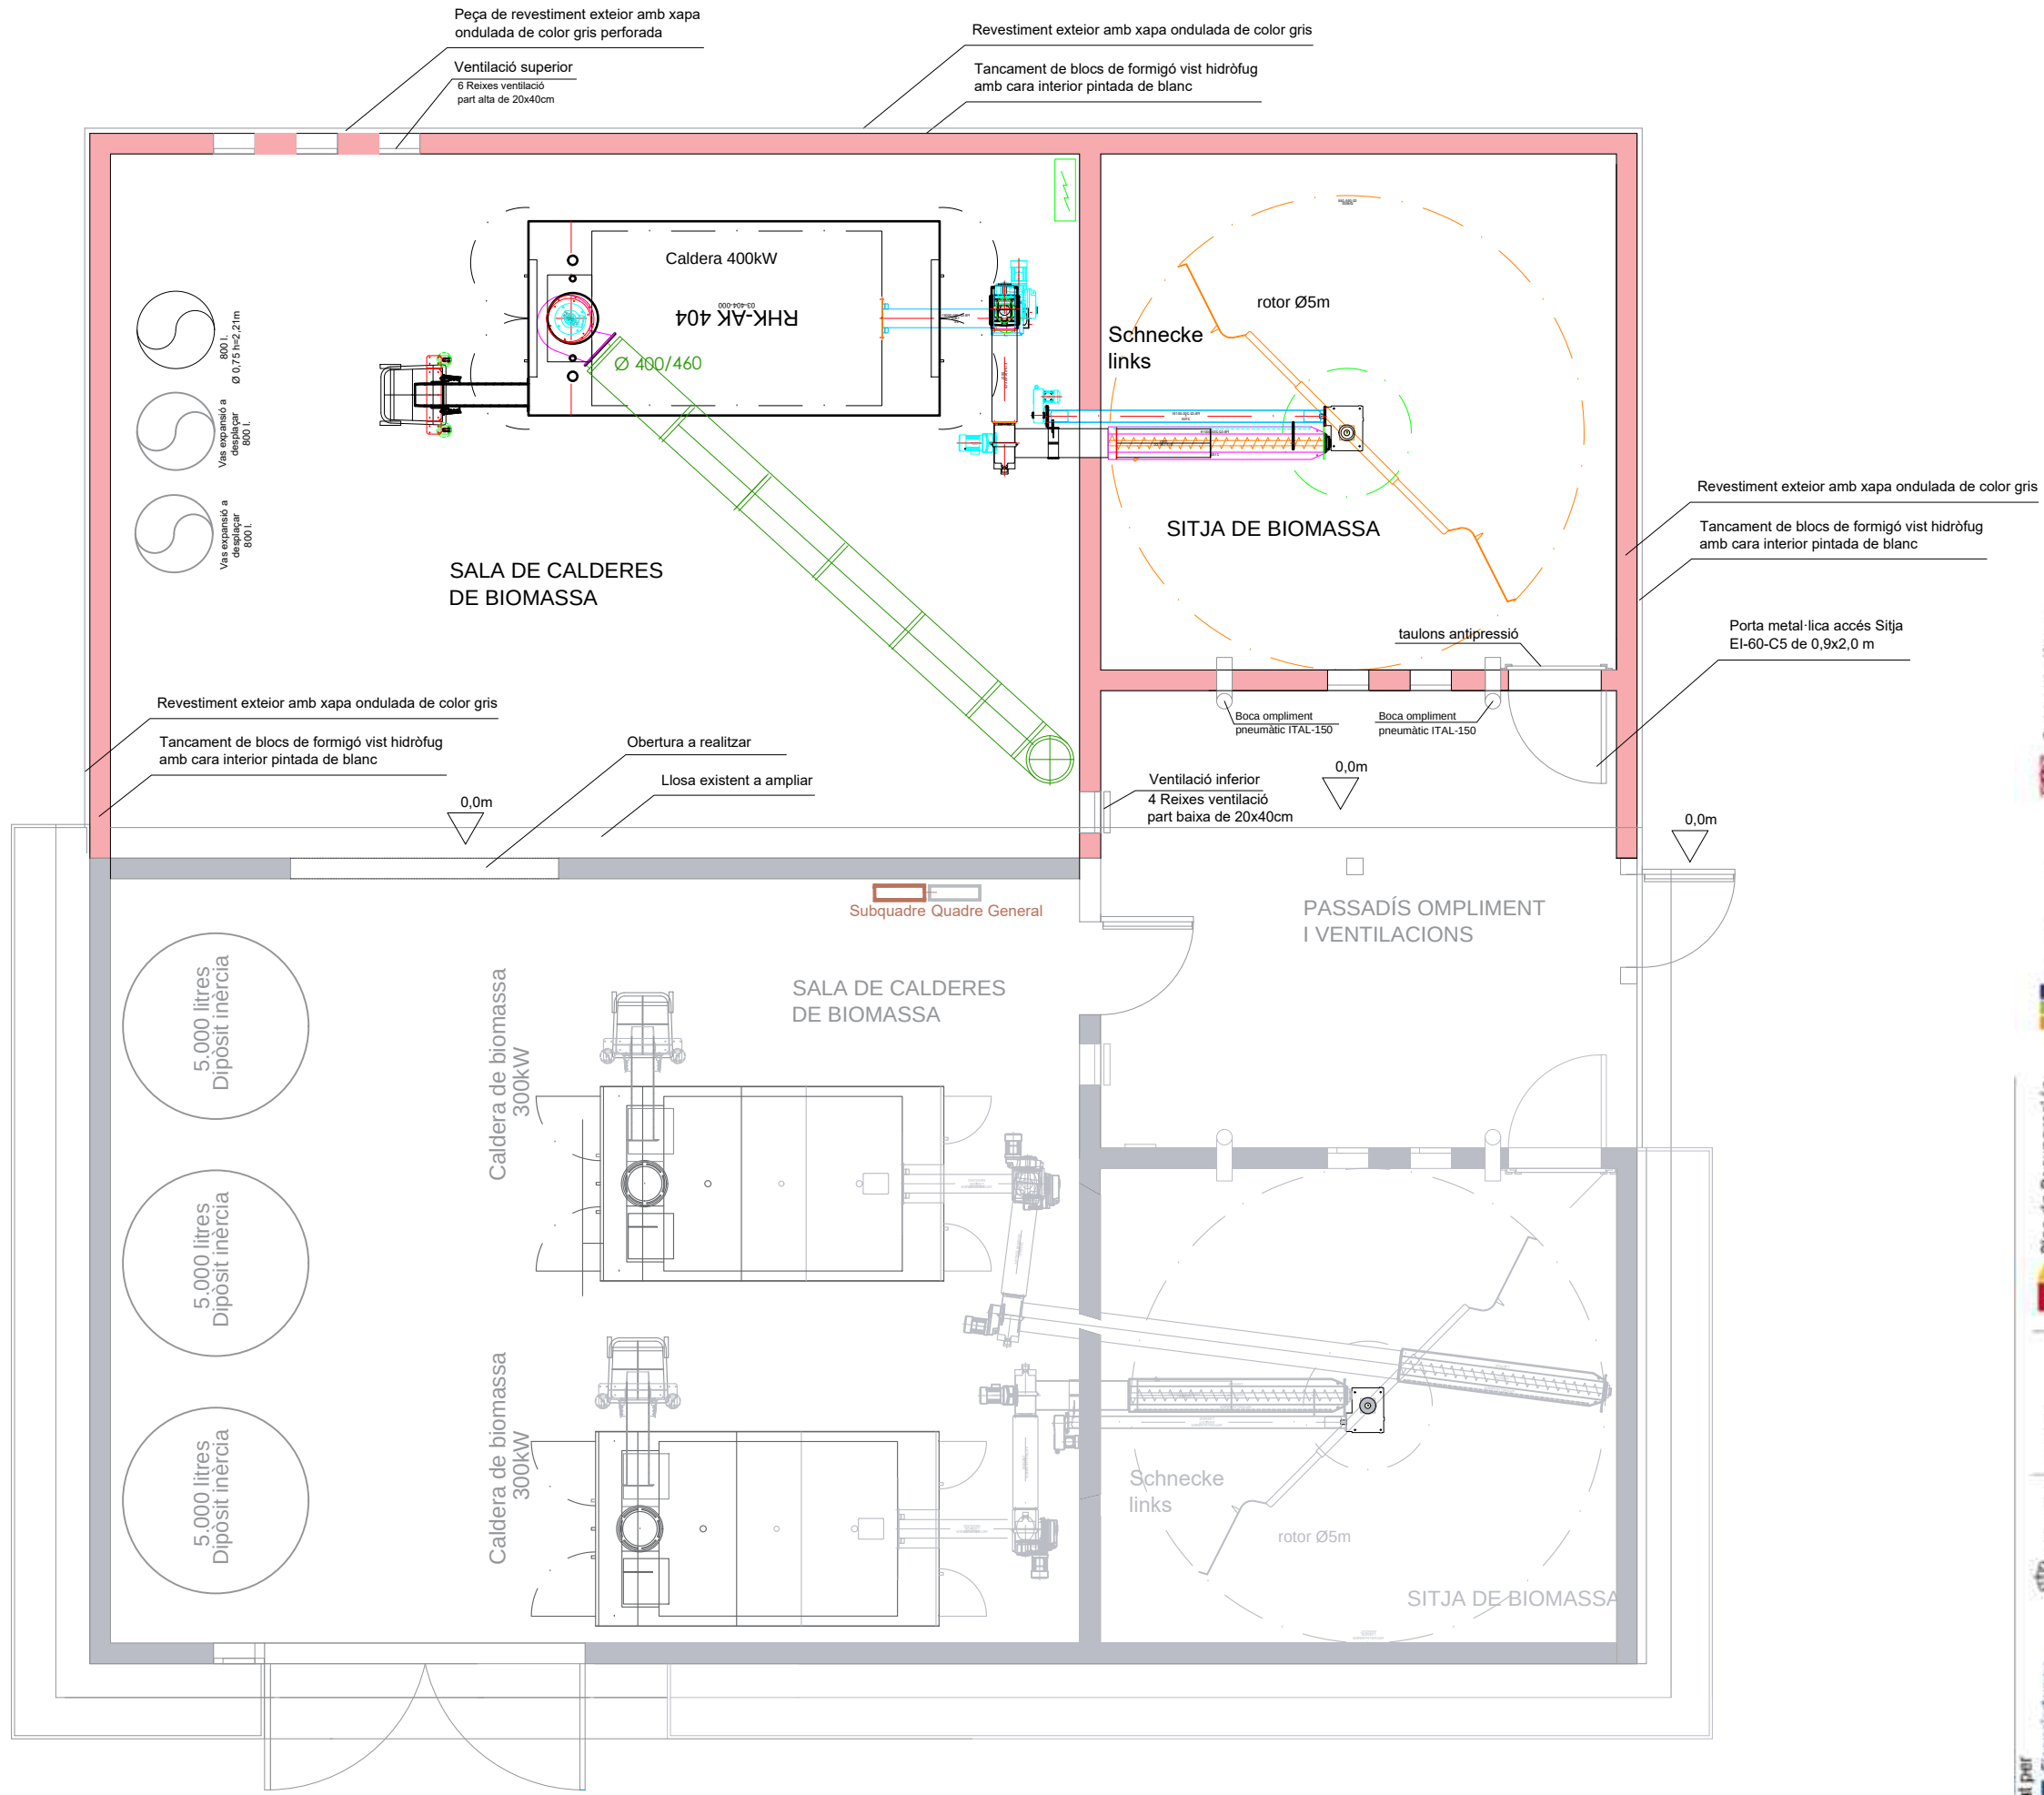 Peça de revestiment exteior amb xapa
ondulada de color gris perforada
Ventilació superior
6 Reixes ventilació
part alta de 20x40cm
Revestiment exteior amb xapa ondulada de color gris
Tancament de blocs de formigó vist hidròfug
amb cara interior pintada de blanc
Caldera 400kW
03-404-000
RHK-AK 404
Ø 400/460
800 l.
Ø 0,75 h=2,21m
Vas expansió a
desplaçar
800 l.
Vas expansió a
desplaçar
800 l.
rotor Ø5m
Schnecke
links
SITJA DE BIOMASSA
SALA DE CALDERES
DE BIOMASSA
Revestiment exteior amb xapa ondulada de color gris
Tancament de blocs de formigó vist hidròfug
amb cara interior pintada de blanc
Porta metal·lica accés Sitja
EI-60-C5 de 0,9x2,0 m
taulons antipressió
Boca ompliment
pneumàtic ITAL-150
Boca ompliment
pneumàtic ITAL-150
Revestiment exteior amb xapa ondulada de color gris
Tancament de blocs de formigó vist hidròfug
amb cara interior pintada de blanc
Obertura a realitzar
Llosa existent a ampliar
0,0m
Ventilació inferior
4 Reixes ventilació
part baixa de 20x40cm
0,0m
0,0m
Subquadre Quadre General
PASSADÍS OMPLIMENT
I VENTILACIONS
SALA DE CALDERES
DE BIOMASSA
5.000 litres
Dipòsit inèrcia
Caldera de biomassa
300kW
5.000 litres
Dipòsit inèrcia
Caldera de biomassa
300kW
5.000 litres
Dipòsit inèrcia
Schnecke
links
rotor Ø5m
SITJA DE BIOMASSA